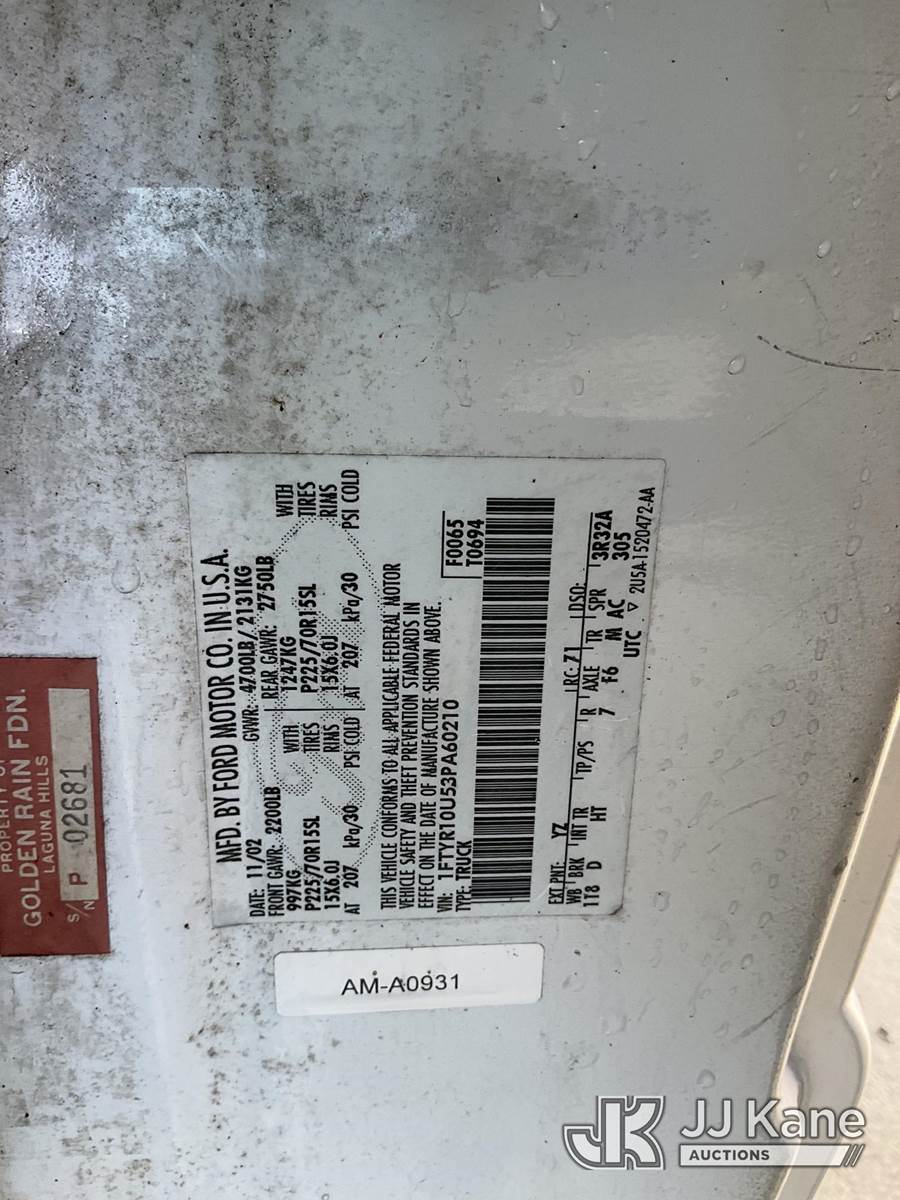 PROPERTY OF
GOLDEN RAIN FDN.
LAGUNA HILLS
S/N P 02681
MFD. BY FORD MOTOR CO. IN U.S.A.
DATE: 11/02 GVWR: 4700LB/ 2131KG
FRONT GAWR: 2200LB REAR GAWR: 2750LB
997KG WITH 1247KG WITH
P225/70R15SL TIRES P225/70R15SL TIRES
15X6.0J RIMS 15X6.0J RIMS
AT 207 kPa/30 PSI COLD AT 207 kPa/30 PSI COLD
THIS VEHICLE CONFORMS TO ALL APPLICABLE FEDERAL MOTOR
VEHICLE SAFETY AND THEFT PREVENTION STANDARDS IN
EFFECT ON THE DATE OF MANUFACTURE SHOWN ABOVE.
VIN: 1FTYR10U53PA60210 F0065
TYPE: TRUCK T0694
EXT PNT: YZ RC: 71 DSO:
WB BRK INT TR TP/PS R AXLE TR SPR 3R32A
118 D HT 7 F6 M AC 305
UTC ▽ 2U5A-1520472-AA
AM-A0931
JK JJ Kane
AUCTIONS